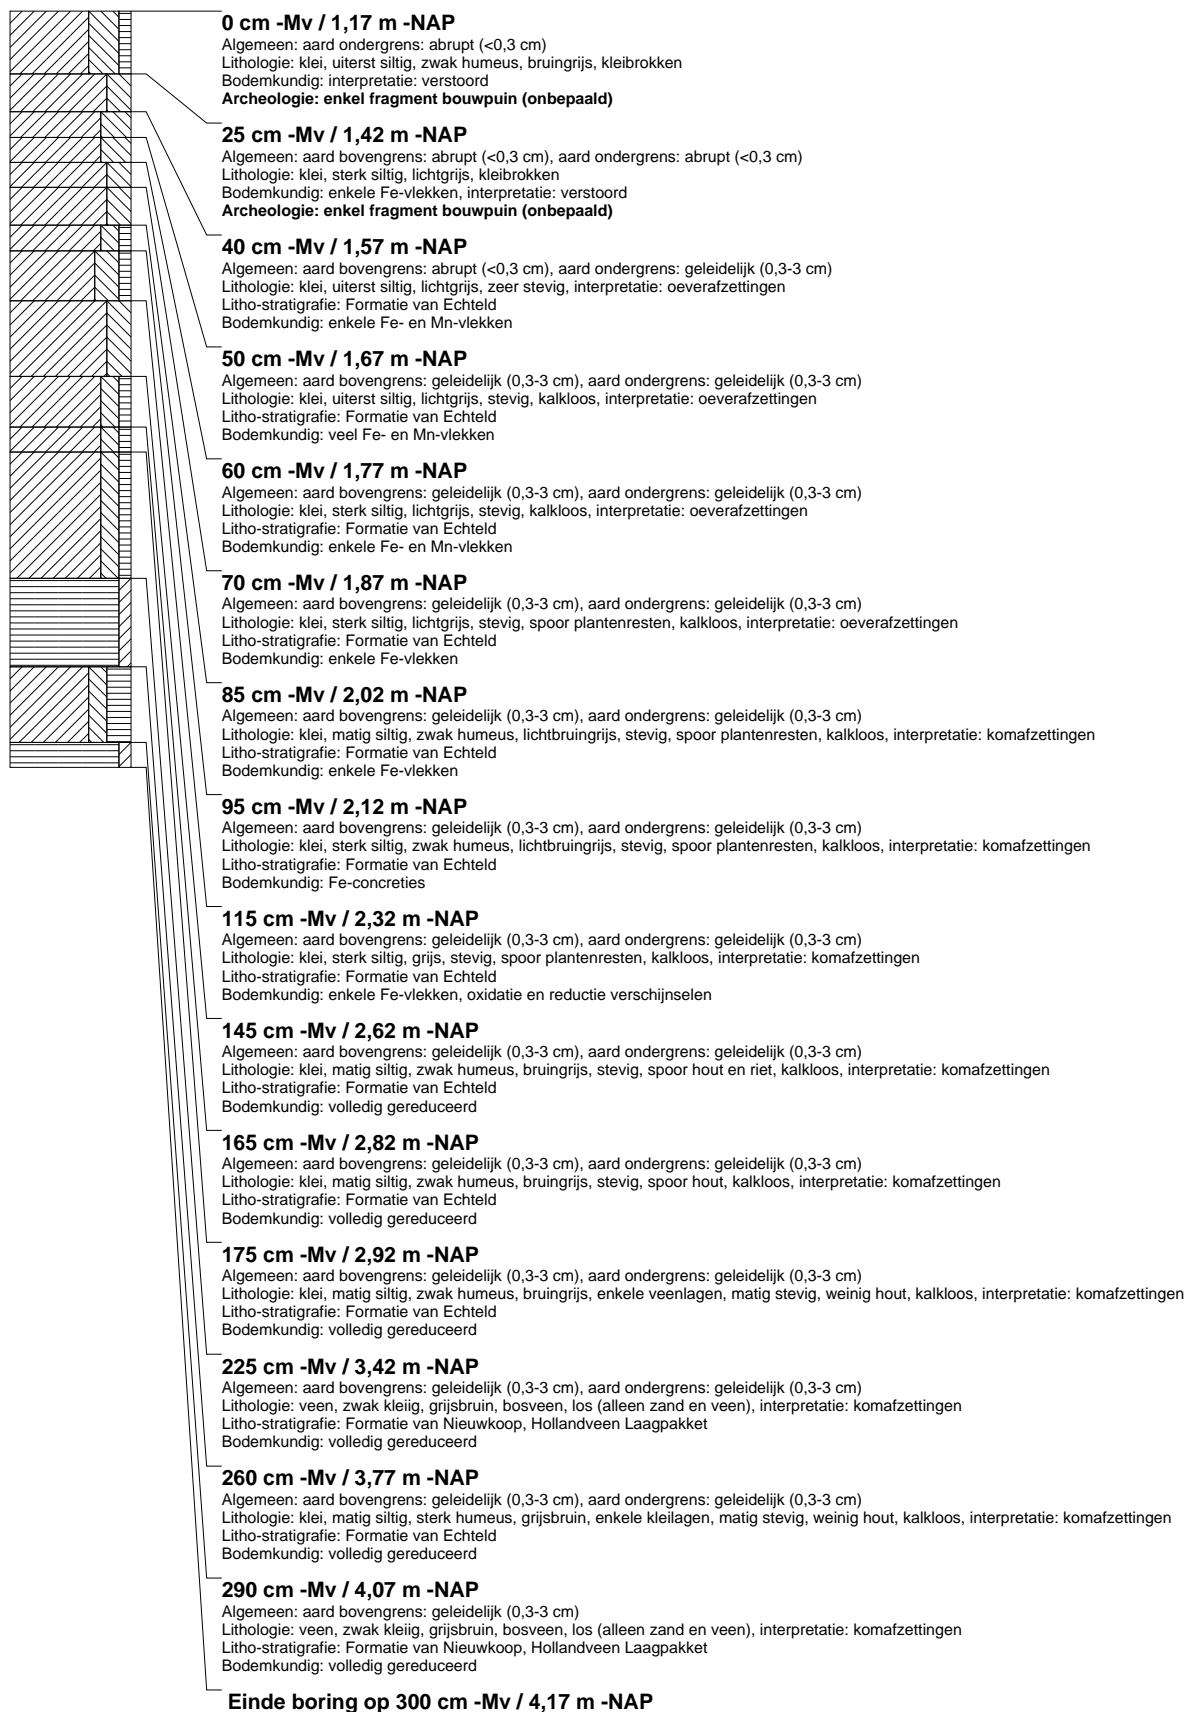 0 cm -Mv / 1,17 m -NAP
Algemeen: aard ondergrens: abrupt (<0,3 cm)
Lithologie: klei, uiterst siltig, zwak humeus, bruingrijs, kleibrokken
Bodemkundig: interpretatie: verstoord
Archeologie: enkel fragment bouwpuin (onbepaald)
25 cm -Mv / 1,42 m -NAP
Algemeen: aard bovengrens: abrupt (<0,3 cm), aard ondergrens: abrupt (<0,3 cm)
Lithologie: klei, sterk siltig, lichtgrijs, kleibrokken
Bodemkundig: enkele Fe-vlekken, interpretatie: verstoord
Archeologie: enkel fragment bouwpuin (onbepaald)
40 cm -Mv / 1,57 m -NAP
Algemeen: aard bovengrens: abrupt (<0,3 cm), aard ondergrens: geleidelijk (0,3-3 cm)
Lithologie: klei, uiterst siltig, lichtgrijs, zeer stevig, interpretatie: oeverafzettingen
Litho-stratigrafie: Formatie van Echteld
Bodemkundig: enkele Fe- en Mn-vlekken
50 cm -Mv / 1,67 m -NAP
Algemeen: aard bovengrens: geleidelijk (0,3-3 cm), aard ondergrens: geleidelijk (0,3-3 cm)
Lithologie: klei, uiterst siltig, lichtgrijs, stevig, kalkloos, interpretatie: oeverafzettingen
Litho-stratigrafie: Formatie van Echteld
Bodemkundig: veel Fe- en Mn-vlekken
60 cm -Mv / 1,77 m -NAP
Algemeen: aard bovengrens: geleidelijk (0,3-3 cm), aard ondergrens: geleidelijk (0,3-3 cm)
Lithologie: klei, sterk siltig, lichtgrijs, stevig, kalkloos, interpretatie: oeverafzettingen
Litho-stratigrafie: Formatie van Echteld
Bodemkundig: enkele Fe- en Mn-vlekken
70 cm -Mv / 1,87 m -NAP
Algemeen: aard bovengrens: geleidelijk (0,3-3 cm), aard ondergrens: geleidelijk (0,3-3 cm)
Lithologie: klei, sterk siltig, lichtgrijs, stevig, spoor plantenresten, kalkloos, interpretatie: oeverafzettingen
Litho-stratigrafie: Formatie van Echteld
Bodemkundig: enkele Fe-vlekken
85 cm -Mv / 2,02 m -NAP
Algemeen: aard bovengrens: geleidelijk (0,3-3 cm), aard ondergrens: geleidelijk (0,3-3 cm)
Lithologie: klei, matig siltig, zwak humeus, lichtbruingrijs, stevig, spoor plantenresten, kalkloos, interpretatie: komafzettingen
Litho-stratigrafie: Formatie van Echteld
Bodemkundig: enkele Fe-vlekken
95 cm -Mv / 2,12 m -NAP
Algemeen: aard bovengrens: geleidelijk (0,3-3 cm), aard ondergrens: geleidelijk (0,3-3 cm)
Lithologie: klei, sterk siltig, zwak humeus, lichtbruingrijs, stevig, spoor plantenresten, kalkloos, interpretatie: komafzettingen
Litho-stratigrafie: Formatie van Echteld
Bodemkundig: Fe-concreties
115 cm -Mv / 2,32 m -NAP
Algemeen: aard bovengrens: geleidelijk (0,3-3 cm), aard ondergrens: geleidelijk (0,3-3 cm)
Lithologie: klei, sterk siltig, grijs, stevig, spoor plantenresten, kalkloos, interpretatie: komafzettingen
Litho-stratigrafie: Formatie van Echteld
Bodemkundig: enkele Fe-vlekken, oxidatie en reductie verschijnselen
145 cm -Mv / 2,62 m -NAP
Algemeen: aard bovengrens: geleidelijk (0,3-3 cm), aard ondergrens: geleidelijk (0,3-3 cm)
Lithologie: klei, matig siltig, zwak humeus, bruingrijs, stevig, spoor hout en riet, kalkloos, interpretatie: komafzettingen
Litho-stratigrafie: Formatie van Echteld
Bodemkundig: volledig gereduceerd
165 cm -Mv / 2,82 m -NAP
Algemeen: aard bovengrens: geleidelijk (0,3-3 cm), aard ondergrens: geleidelijk (0,3-3 cm)
Lithologie: klei, matig siltig, zwak humeus, bruingrijs, stevig, spoor hout, kalkloos, interpretatie: komafzettingen
Litho-stratigrafie: Formatie van Echteld
Bodemkundig: volledig gereduceerd
175 cm -Mv / 2,92 m -NAP
Algemeen: aard bovengrens: geleidelijk (0,3-3 cm), aard ondergrens: geleidelijk (0,3-3 cm)
Lithologie: klei, matig siltig, zwak humeus, bruingrijs, enkele veenlagen, matig stevig, weinig hout, kalkloos, interpretatie: komafzettingen
Litho-stratigrafie: Formatie van Echteld
Bodemkundig: volledig gereduceerd
225 cm -Mv / 3,42 m -NAP
Algemeen: aard bovengrens: geleidelijk (0,3-3 cm), aard ondergrens: geleidelijk (0,3-3 cm)
Lithologie: veen, zwak kleiig, grijsbruin, bosveen, los (alleen zand en veen), interpretatie: komafzettingen
Litho-stratigrafie: Formatie van Nieuwkoop, Hollandveen Laagpakket
Bodemkundig: volledig gereduceerd
260 cm -Mv / 3,77 m -NAP
Algemeen: aard bovengrens: geleidelijk (0,3-3 cm), aard ondergrens: geleidelijk (0,3-3 cm)
Lithologie: klei, matig siltig, sterk humeus, grijsbruin, enkele kleilagen, matig stevig, weinig hout, kalkloos, interpretatie: komafzettingen
Litho-stratigrafie: Formatie van Echteld
Bodemkundig: volledig gereduceerd
290 cm -Mv / 4,07 m -NAP
Algemeen: aard bovengrens: geleidelijk (0,3-3 cm)
Lithologie: veen, zwak kleiig, grijsbruin, bosveen, los (alleen zand en veen), interpretatie: komafzettingen
Litho-stratigrafie: Formatie van Nieuwkoop, Hollandveen Laagpakket
Bodemkundig: volledig gereduceerd
Einde boring op 300 cm -Mv / 4,17 m -NAP